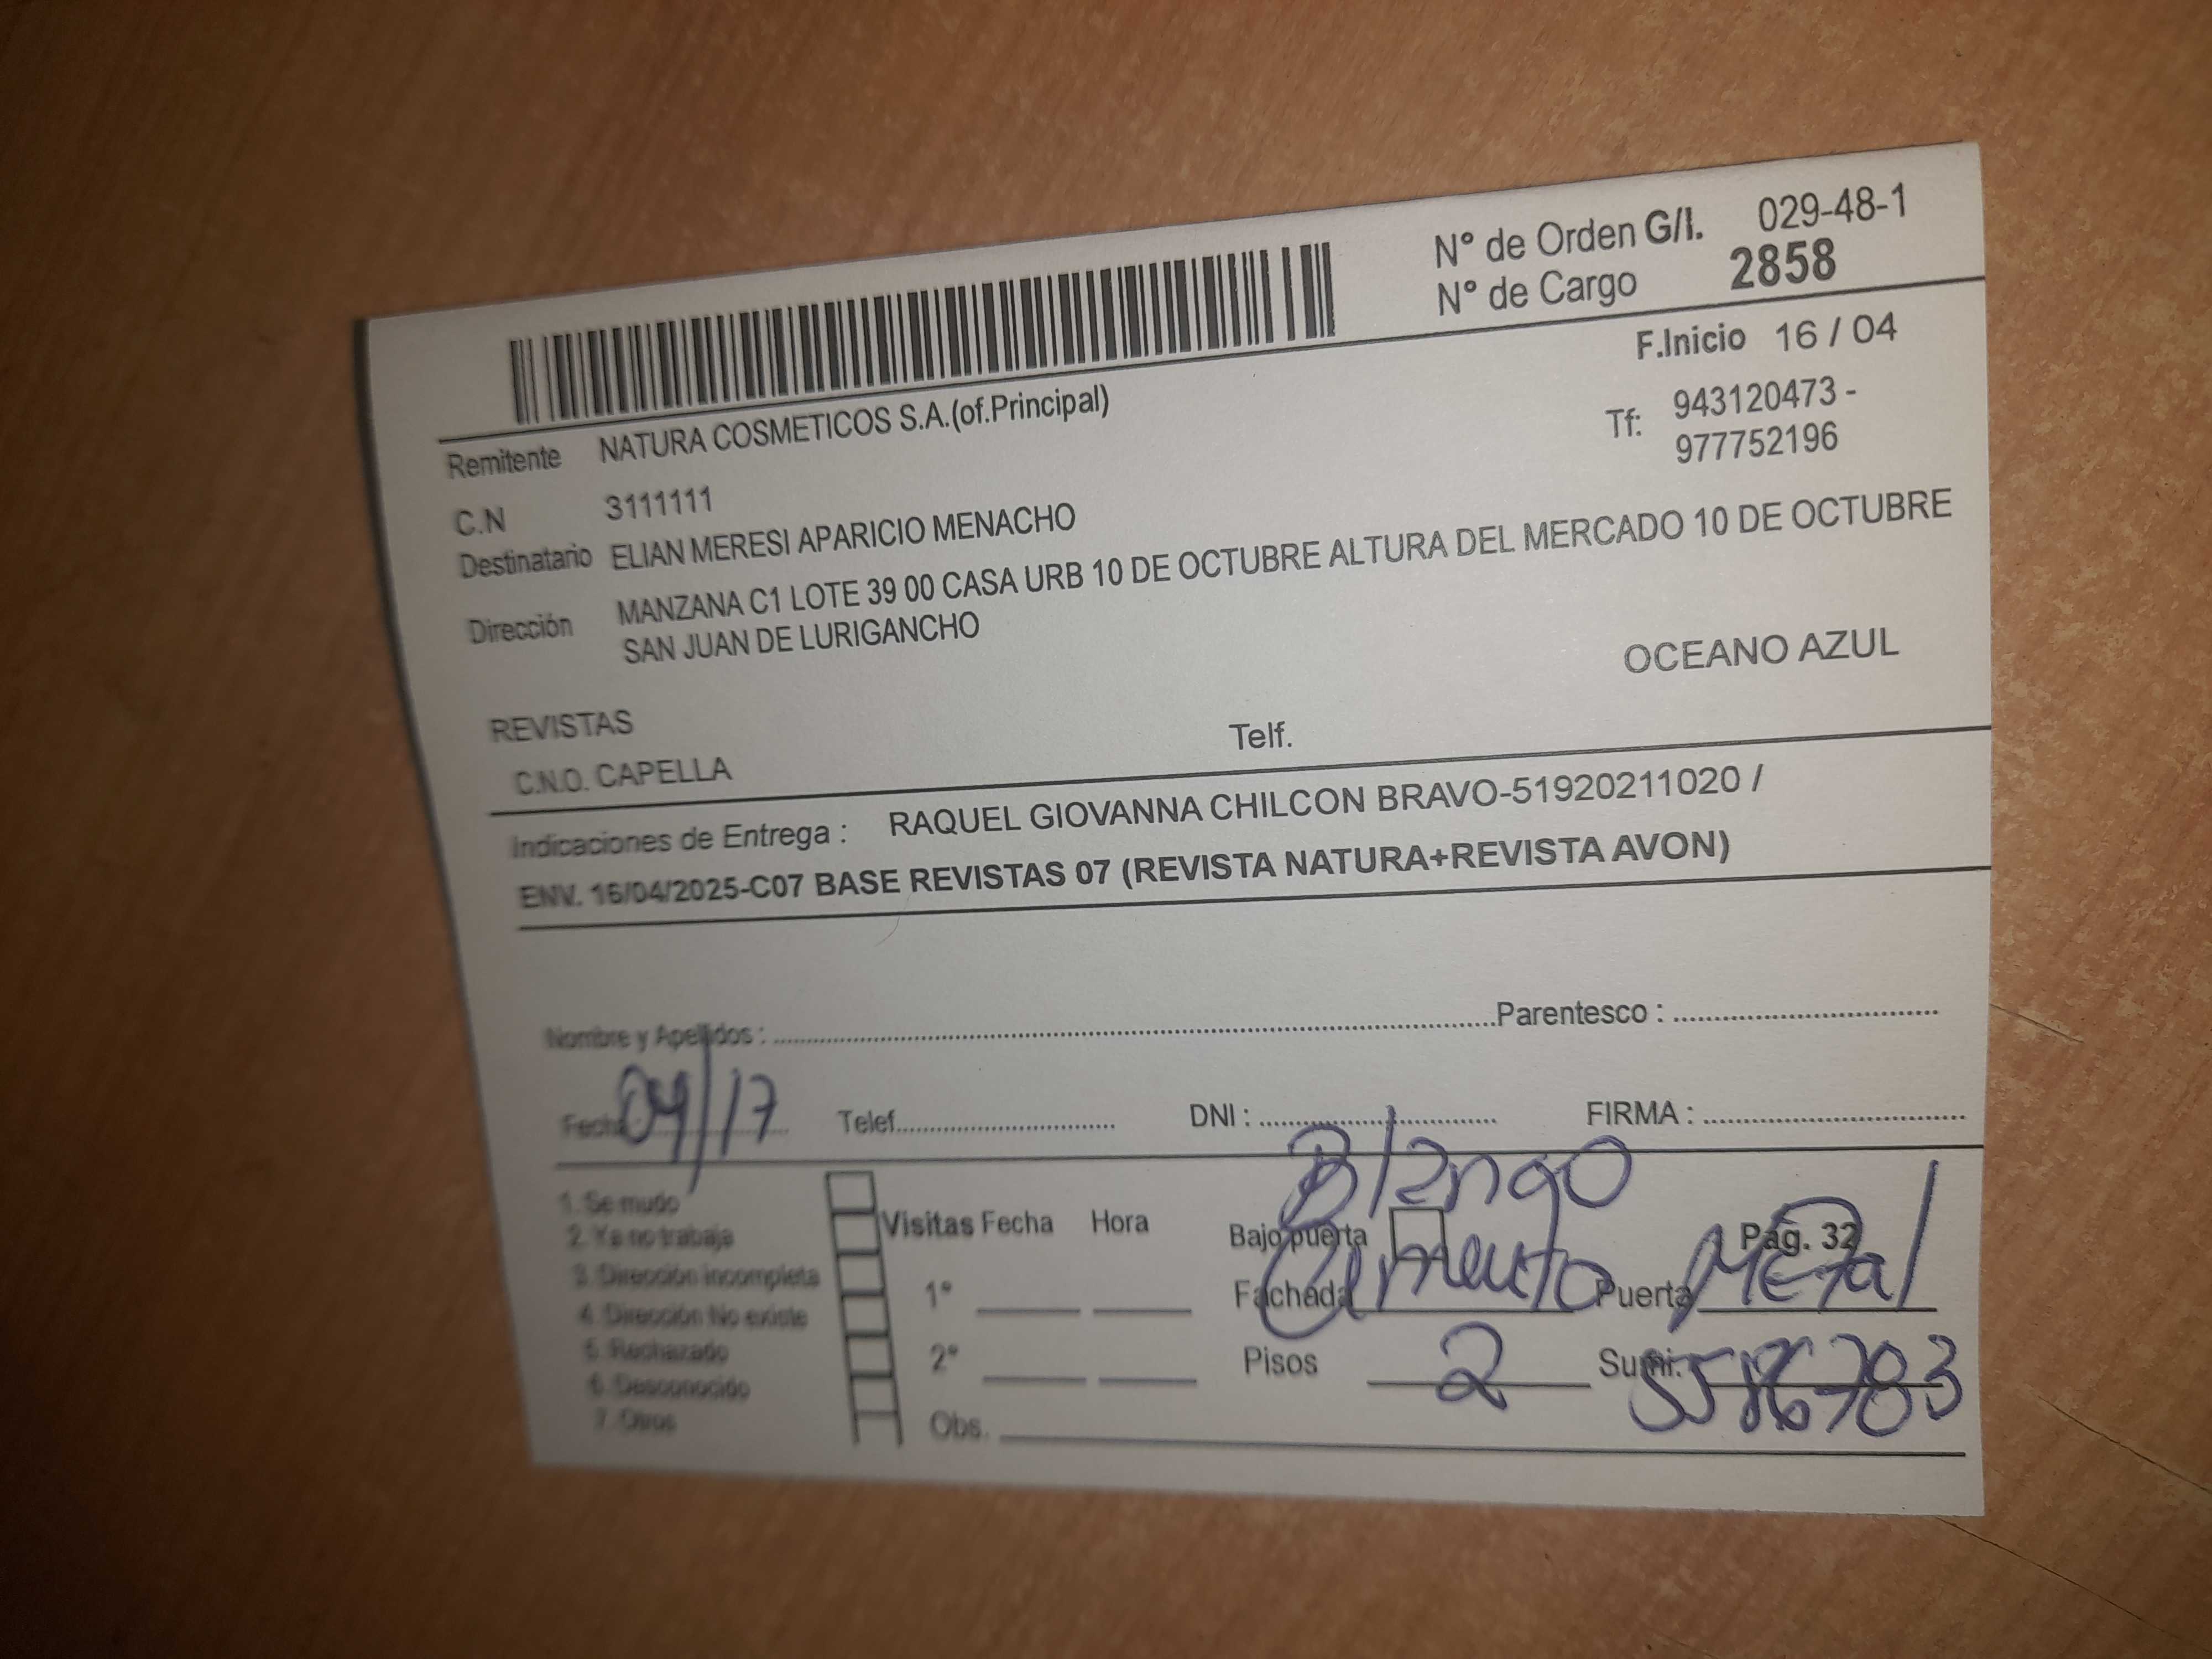 N° de Orden G/I. 029-48-1
N° de Cargo 2858
F.Inicio 16 / 04
Remitente NATURA COSMETICOS S.A.(of.Principal)
Tf: 943120473 -
977752196
C.N 3111111
Destinatario ELIAN MERESI APARICIO MENACHO
Dirección MANZANA C1 LOTE 39 00 CASA URB 10 DE OCTUBRE ALTURA DEL MERCADO 10 DE OCTUBRE
SAN JUAN DE LURIGANCHO
OCEANO AZUL
REVISTAS
C.N.O. CAPELLA Telf.
Indicaciones de Entrega : RAQUEL GIOVANNA CHILCON BRAVO-51920211020 /
ENV. 16/04/2025-C07 BASE REVISTAS 07 (REVISTA NATURA+REVISTA AVON)
Nombre y Apellidos : Parentesco :
Fecha 04/17 Telef. DNI : FIRMA :
1. Se mudo
2. Ya no trabaja
3. Dirección incompleta
4. Dirección No existe
5. Rechazado
6. Desconocido
7. Otros
Visitas Fecha Hora
1°
2°
Obs.
Bajo puerta Pág. 32
Fachada Puerta Metal
Pisos 2 Sumi.